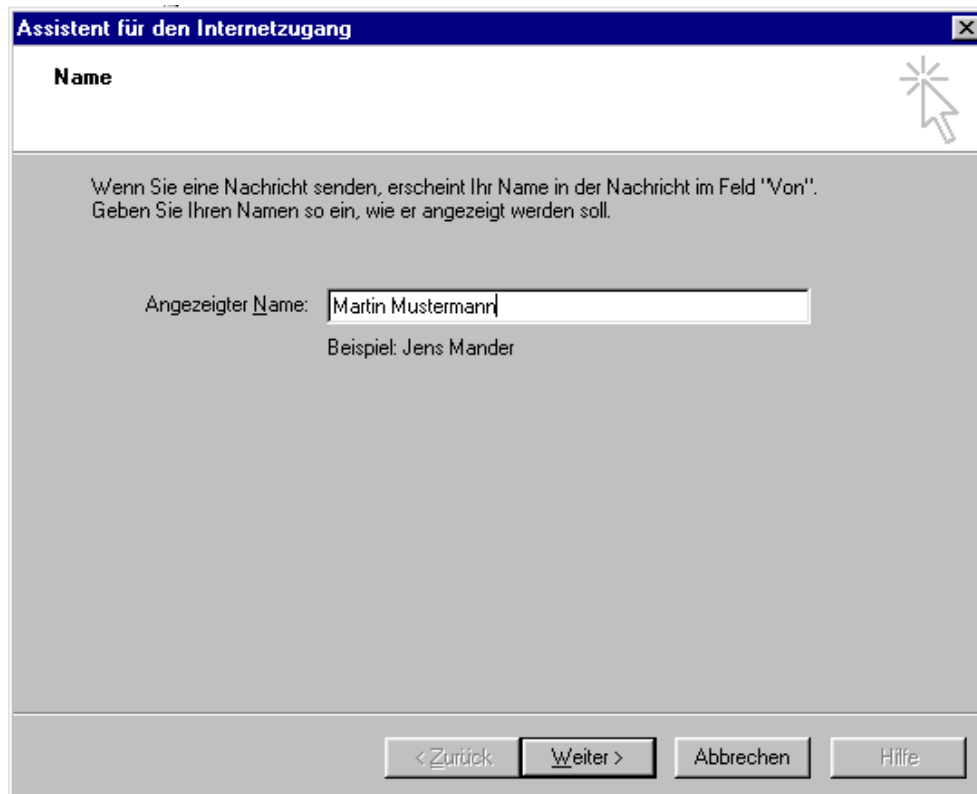 Assistent für den Internetzugang
Name
Wenn Sie eine Nachricht senden, erscheint Ihr Name in der Nachricht im Feld "Von".
Geben Sie Ihren Namen so ein, wie er angezeigt werden soll.
Angezeigter Name: Martin Mustermann
Beispiel: Jens Mander
< Zurück Weiter > Abbrechen Hilfe